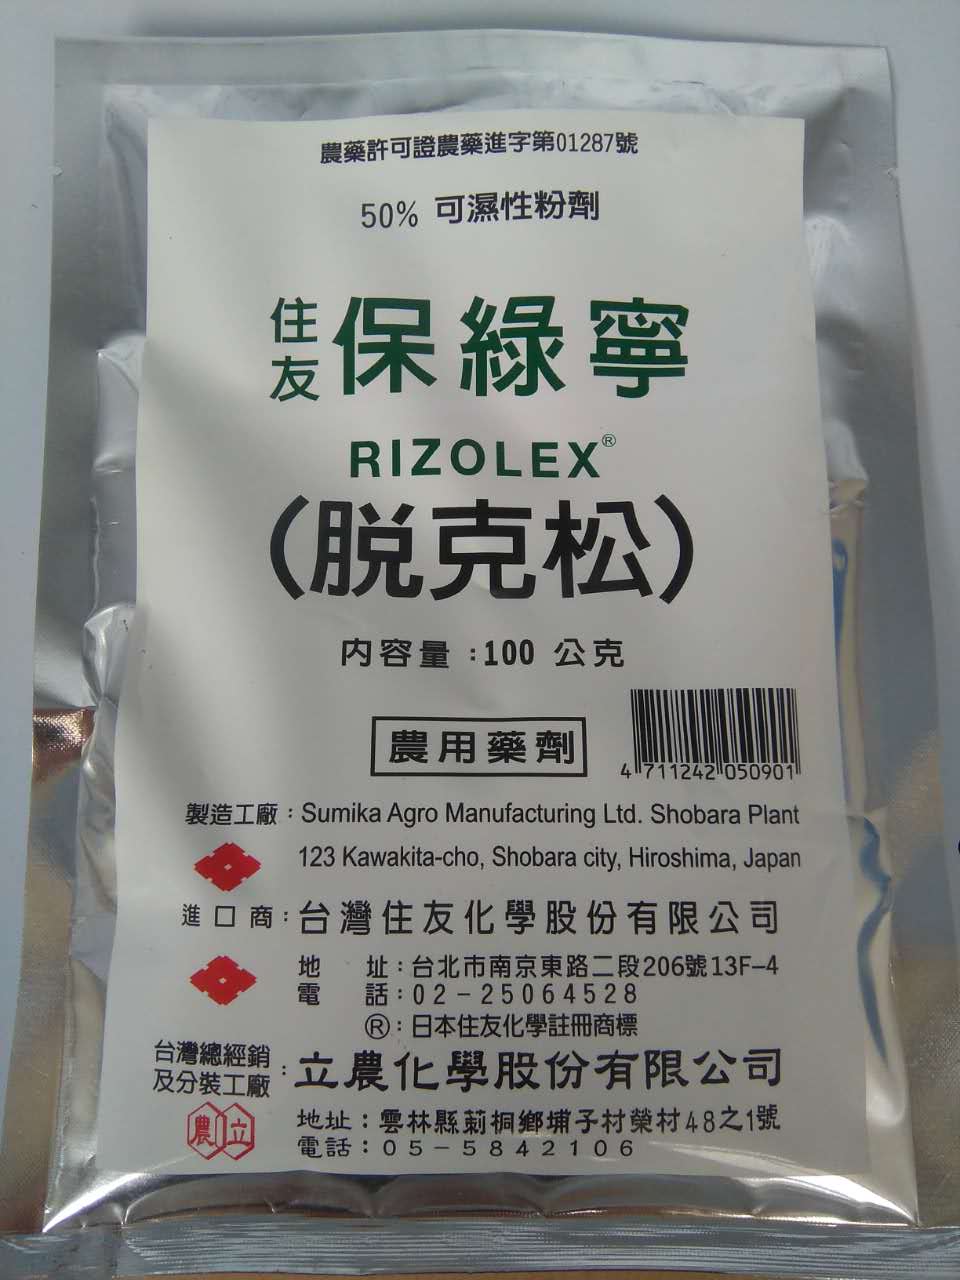 農藥許可證農藥進字第01287號
50% 可濕性粉劑
住友 保綠寧
RIZOLEX®
(脱克松)
内容量：100 公克
農用藥劑
4 711242 050901
製造工廠：Sumika Agro Manufacturing Ltd. Shobara Plant
123 Kawakita-cho, Shobara city, Hiroshima, Japan
進口商：台灣住友化學股份有限公司
地 址：台北市南京東路二段206號13F-4
電 話：02-25064528
®：日本住友化學註冊商標
台灣總經銷及分裝工廠：立農化學股份有限公司
農立
地址：雲林縣莿桐鄉埔子村榮村48之1號
電話：05-5842106